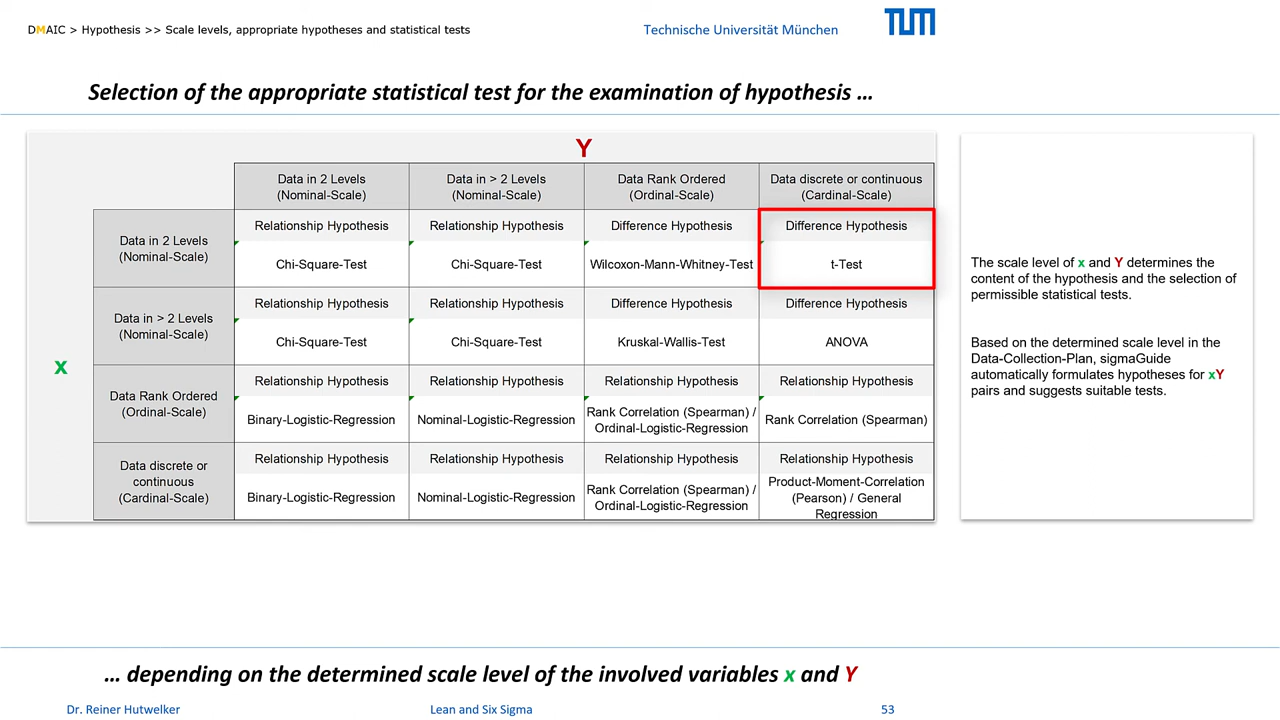 DMAIC > Hypothesis >> Scale levels, appropriate hypotheses and statistical tests
Technische Universität München
TUM
Selection of the appropriate statistical test for the examination of hypothesis …
Y
Data in 2 Levels
(Nominal-Scale)
Data in > 2 Levels
(Nominal-Scale)
Data Rank Ordered
(Ordinal-Scale)
Data discrete or continuous
(Cardinal-Scale)
x
Data in 2 Levels
(Nominal-Scale)
Relationship Hypothesis
Chi-Square-Test
Relationship Hypothesis
Chi-Square-Test
Difference Hypothesis
Wilcoxon-Mann-Whitney-Test
Difference Hypothesis
t-Test
Data in > 2 Levels
(Nominal-Scale)
Relationship Hypothesis
Chi-Square-Test
Relationship Hypothesis
Chi-Square-Test
Difference Hypothesis
Kruskal-Wallis-Test
Difference Hypothesis
ANOVA
Data Rank Ordered
(Ordinal-Scale)
Relationship Hypothesis
Binary-Logistic-Regression
Relationship Hypothesis
Nominal-Logistic-Regression
Relationship Hypothesis
Rank Correlation (Spearman) /
Ordinal-Logistic-Regression
Relationship Hypothesis
Rank Correlation (Spearman)
Data discrete or
continuous
(Cardinal-Scale)
Relationship Hypothesis
Binary-Logistic-Regression
Relationship Hypothesis
Nominal-Logistic-Regression
Relationship Hypothesis
Rank Correlation (Spearman) /
Ordinal-Logistic-Regression
Relationship Hypothesis
Product-Moment-Correlation
(Pearson) / General
Regression
The scale level of x and Y determines the
content of the hypothesis and the selection of
permissible statistical tests.
Based on the determined scale level in the
Data-Collection-Plan, sigmaGuide
automatically formulates hypotheses for xY
pairs and suggests suitable tests.
… depending on the determined scale level of the involved variables x and Y
Dr. Reiner Hutwelker
Lean and Six Sigma
53